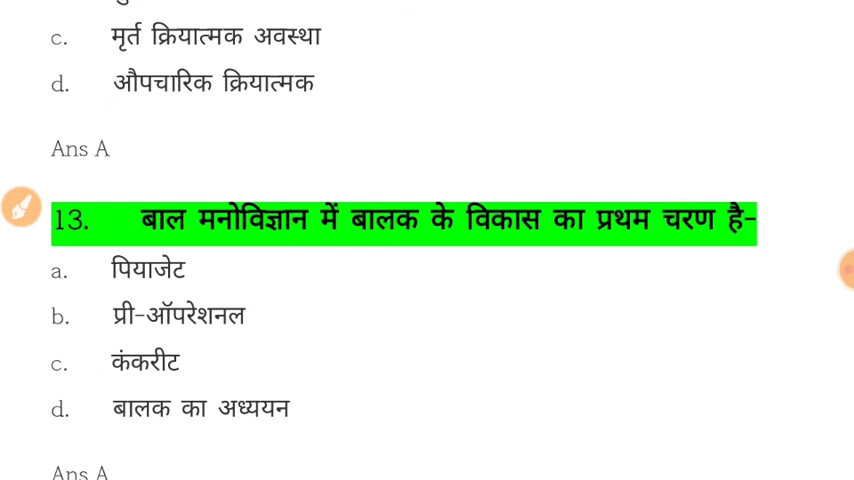 c. मृर्त क्रियात्मक अवस्था
d. औपचारिक क्रियात्मक
Ans A
13. बाल मनोविज्ञान में बालक के विकास का प्रथम चरण है-
a. पियाजेट
b. प्री-ऑपरेशनल
c. कंकरीट
d. बालक का अध्ययन
Ans A